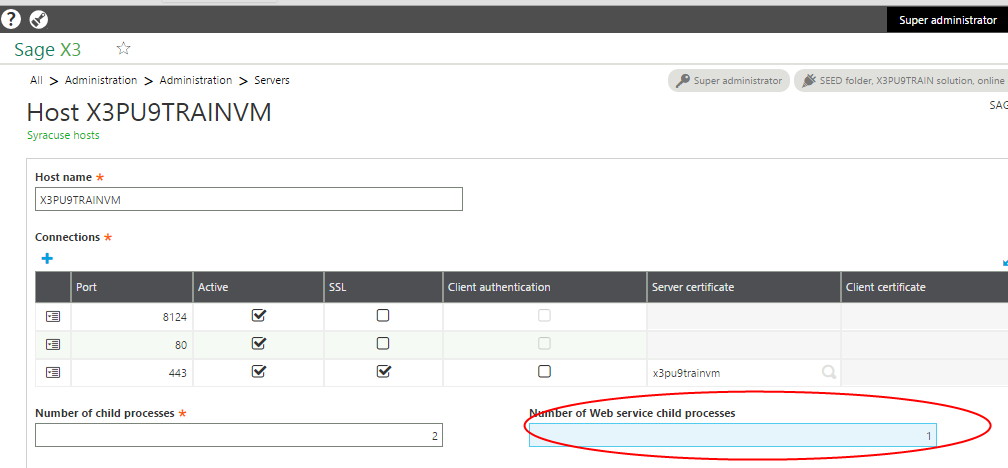 ?
Super administrator
Sage X3
All > Administration > Administration > Servers
Super administrator
SEED folder, X3PU9TRAIN solution, online
Host X3PU9TRAINVM
SAG
Syracuse hosts
Host name *
X3PU9TRAINVM
Connections *
Port Active SSL Client authentication Server certificate Client certificate
8124
80
443 x3pu9trainvm
Number of child processes * Number of Web service child processes
2 1